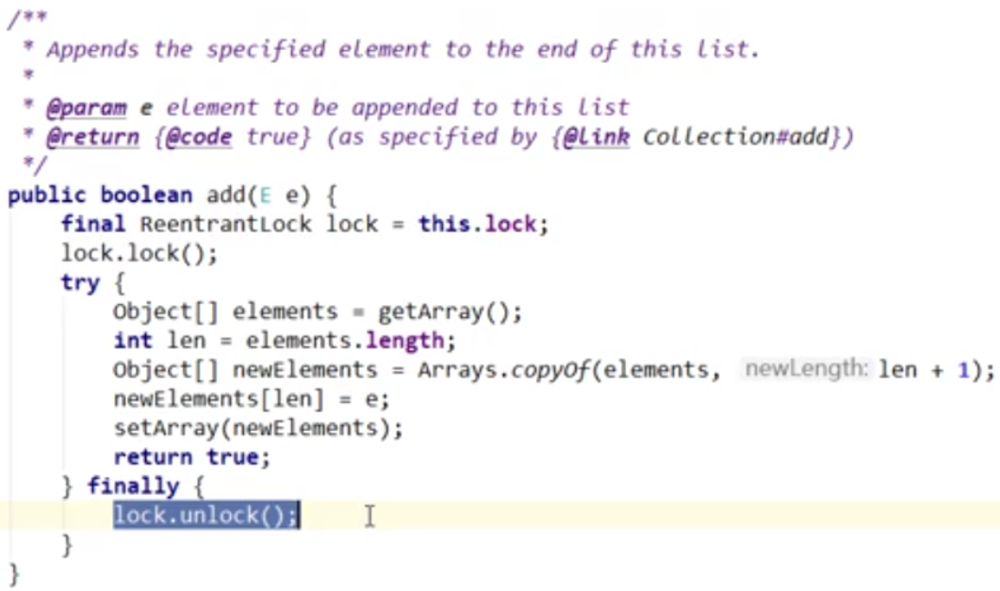 /**
 * Appends the specified element to the end of this list.
 *
 * @param e element to be appended to this list
 * @return {@code true} (as specified by {@link Collection#add})
 */
public boolean add(E e) {
    final ReentrantLock lock = this.lock;
    lock.lock();
    try {
        Object[] elements = getArray();
        int len = elements.length;
        Object[] newElements = Arrays.copyOf(elements, newLength: len + 1);
        newElements[len] = e;
        setArray(newElements);
        return true;
    } finally {
        lock.unlock();
    }
}